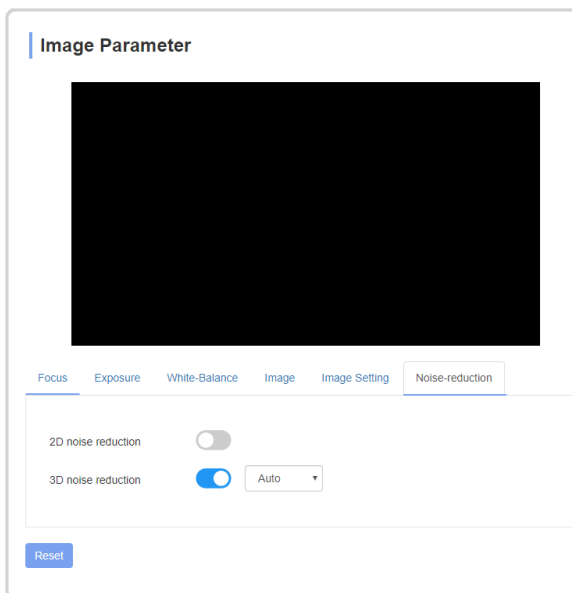 Image Parameter
Focus Exposure White-Balance Image Image Setting Noise-reduction
2D noise reduction
3D noise reduction Auto
Reset